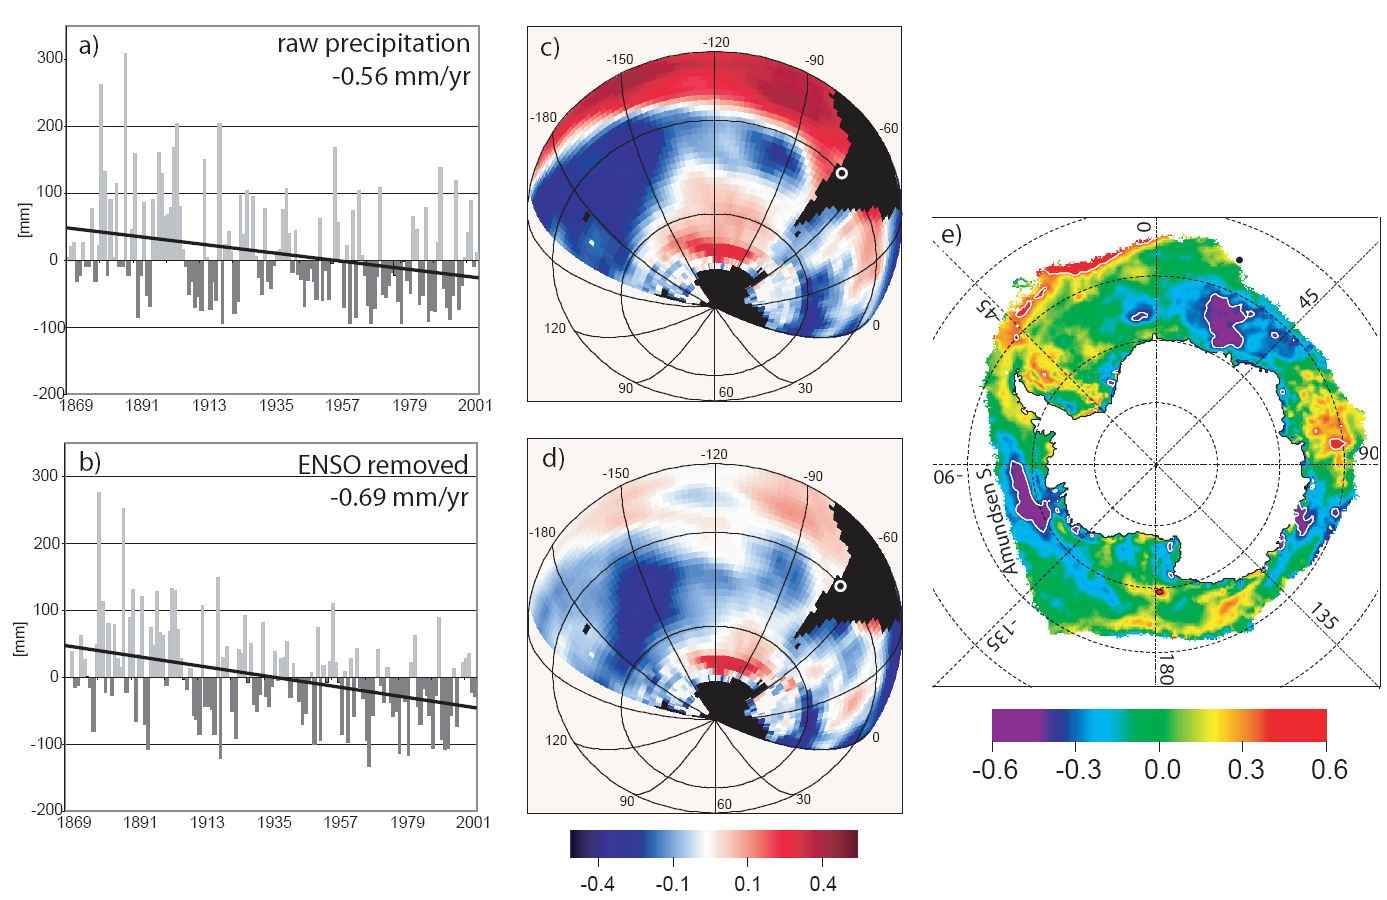 a)
raw precipitation
-0.56 mm/yr
300
200
100
0
-100
-200
[mm]
1869 1891 1913 1935 1957 1979 2001
b)
ENSO removed
-0.69 mm/yr
300
200
100
0
-100
-200
[mm]
1869 1891 1913 1935 1957 1979 2001
c)
-120
-150 -90
-180 -60
120 0
90 60 30
d)
-120
-150 -90
-180 -60
120 0
90 60 30
-0.4 -0.1 0.1 0.4
e)
0
45 45
-90 90
Amundsen S
-135 135
180
-0.6 -0.3 0.0 0.3 0.6